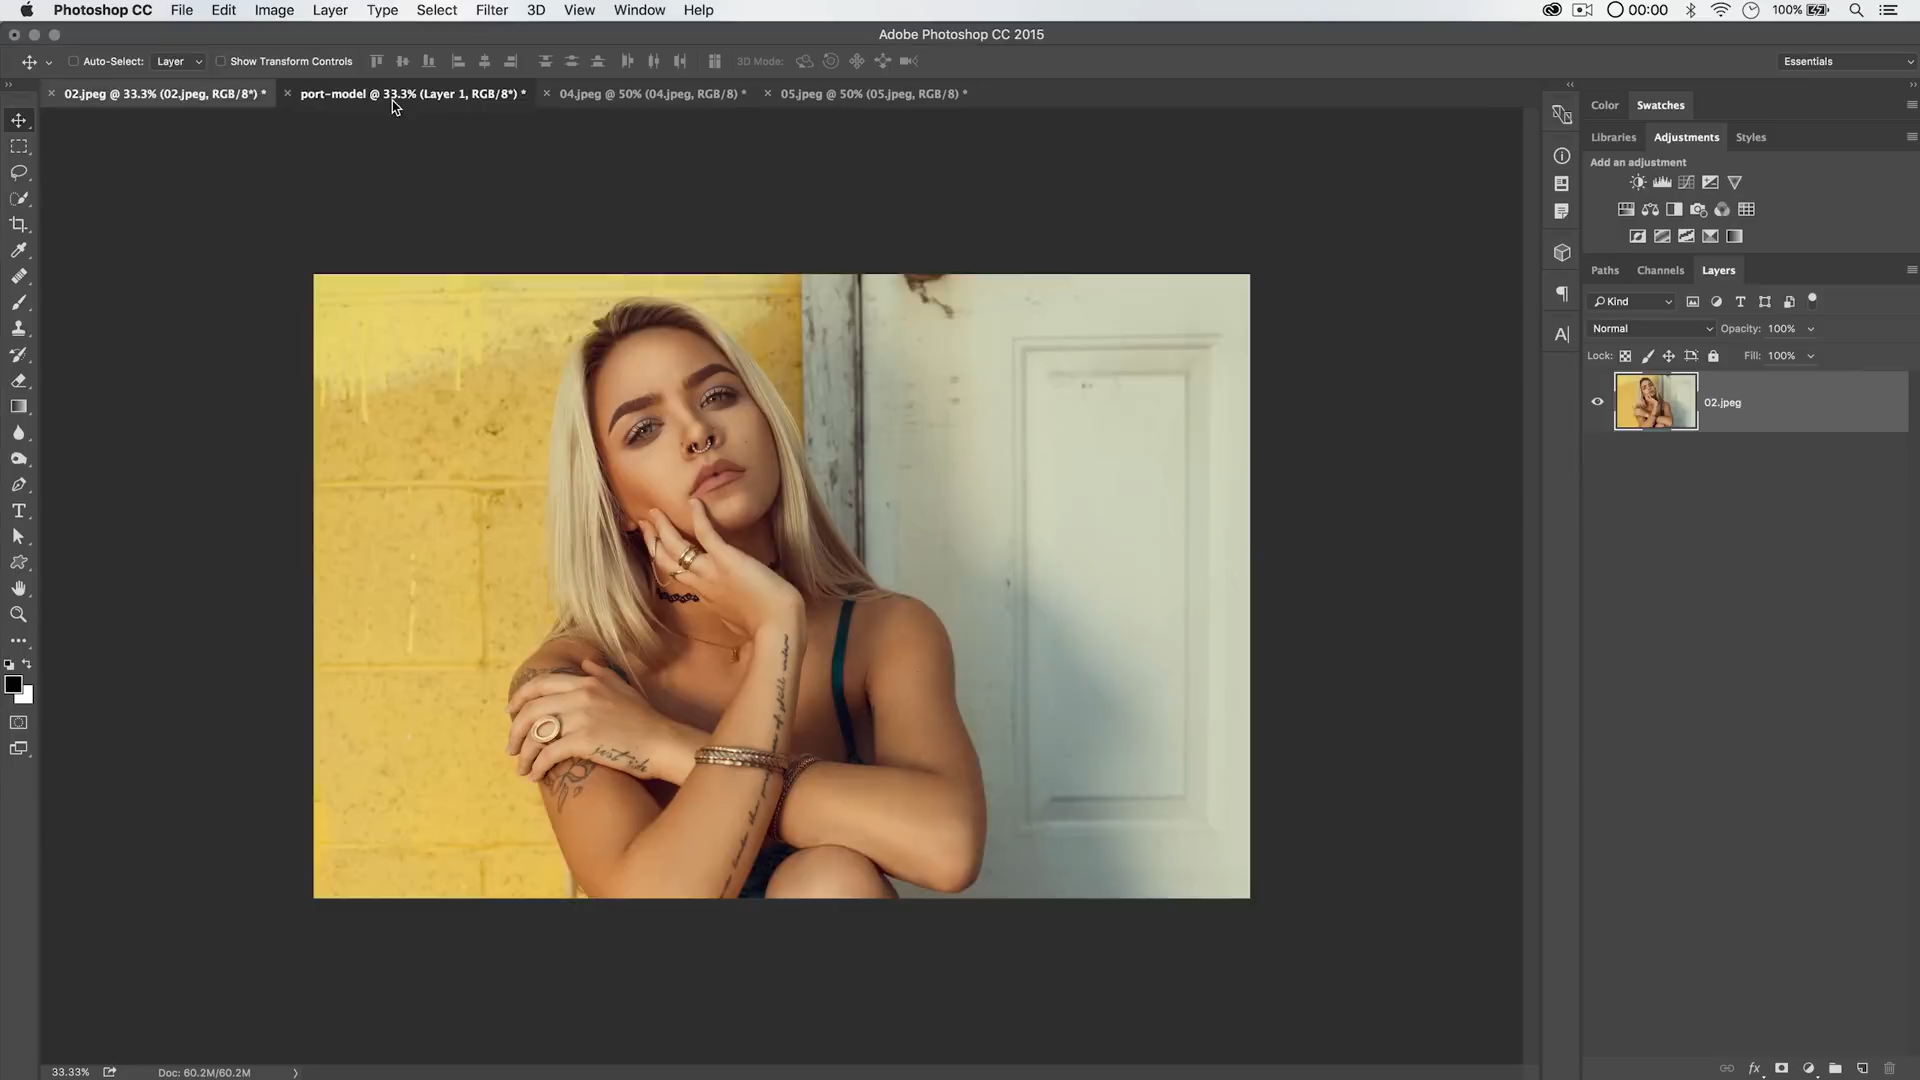 Photoshop CC File Edit Image Layer Type Select Filter 3D View Window Help 00:00 100%
Adobe Photoshop CC 2015
Auto-Select: Layer Show Transform Controls 3D Mode: Essentials
02.jpeg @ 33.3% (02.jpeg, RGB/8*) * port-model @ 33.3% (Layer 1, RGB/8*) * 04.jpeg @ 50% (04.jpeg, RGB/8) * 05.jpeg @ 50% (05.jpeg, RGB/8) *
Color Swatches
Libraries Adjustments Styles
Add an adjustment
Paths Channels Layers
Kind
Normal Opacity: 100%
Lock: Fill: 100%
02.jpeg
just ride
33.33% Doc: 60.2M/60.2M